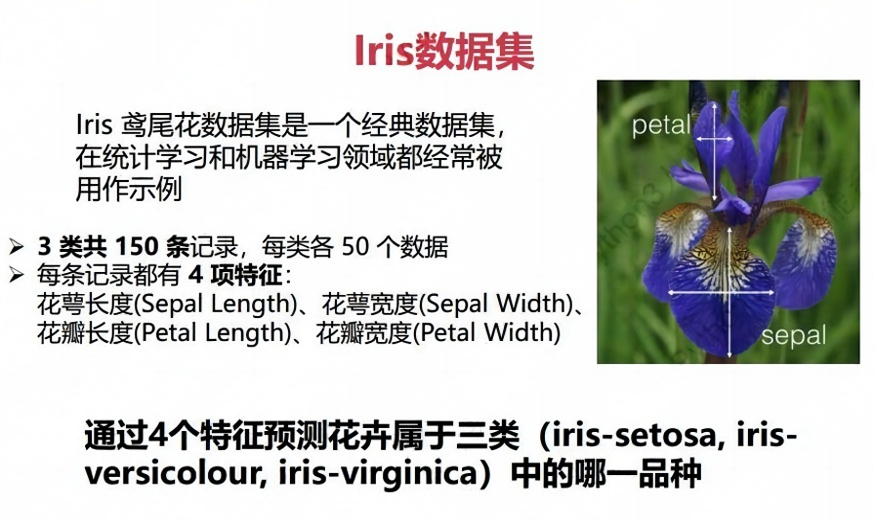 Iris数据集
Iris 鸢尾花数据集是一个经典数据集，
在统计学习和机器学习领域都经常被
用作示例
➢ 3 类共 150 条记录，每类各 50 个数据
➢ 每条记录都有 4 项特征：
花萼长度(Sepal Length)、花萼宽度(Sepal Width)、
花瓣长度(Petal Length)、花瓣宽度(Petal Width)
petal
sepal
通过4个特征预测花卉属于三类（iris-setosa, iris-
versicolour, iris-virginica）中的哪一品种